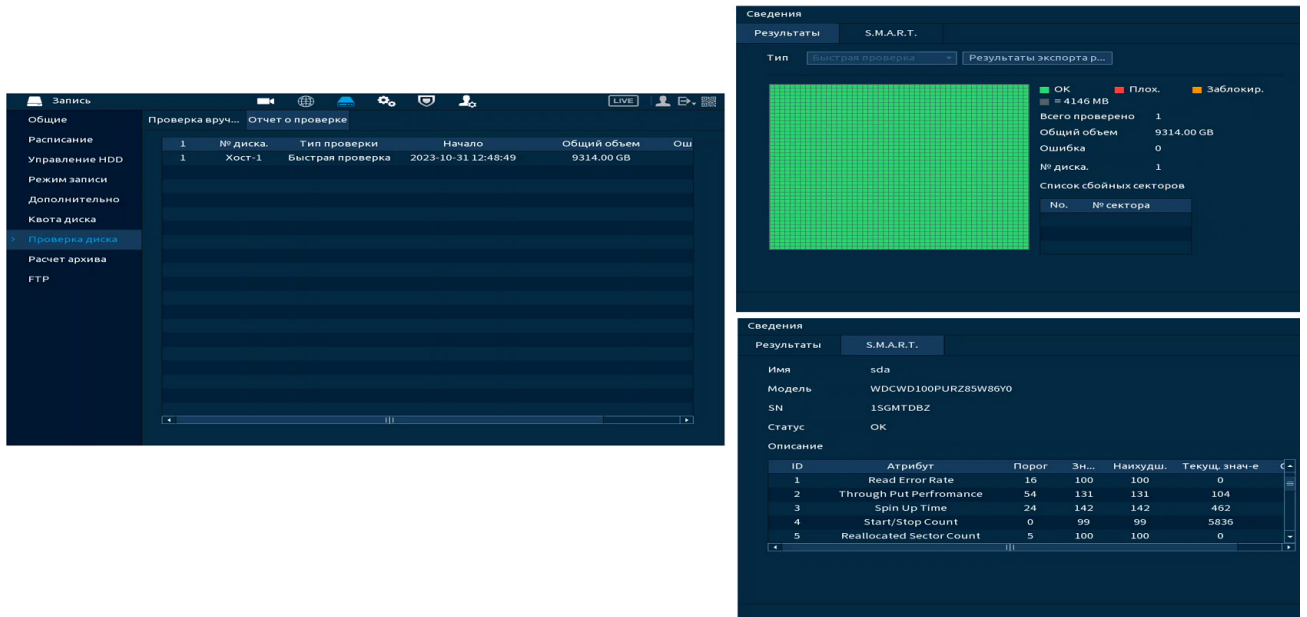 Запись
LIVE
Общие
Расписание
Управление HDD
Режим записи
Дополнительно
Квота диска
Проверка диска
Расчет архива
FTP
Проверка вруч... Отчет о проверке
1 № диска. Тип проверки Начало Общий объем Ош
1 Хост-1 Быстрая проверка 2023-10-31 12:48:49 9314.00 GB
Сведения
Результаты S.M.A.R.T.
Тип Быстрая проверка Результаты экспорта р...
OK Плох. Заблокир.
= 4146 MB
Всего проверено 1
Общий объем 9314.00 GB
Ошибка 0
№ диска. 1
Список сбойных секторов
No. № сектора
Сведения
Результаты S.M.A.R.T.
Имя sda
Модель WDCWD100PURZ85W86Y0
SN 1SGMTDBZ
Статус OK
Описание
ID Атрибут Порог Зн... Наихудш. Текущ. знач-е
1 Read Error Rate 16 100 100 0
2 Through Put Perfromance 54 131 131 104
3 Spin Up Time 24 142 142 462
4 Start/Stop Count 0 99 99 5836
5 Reallocated Sector Count 5 100 100 0